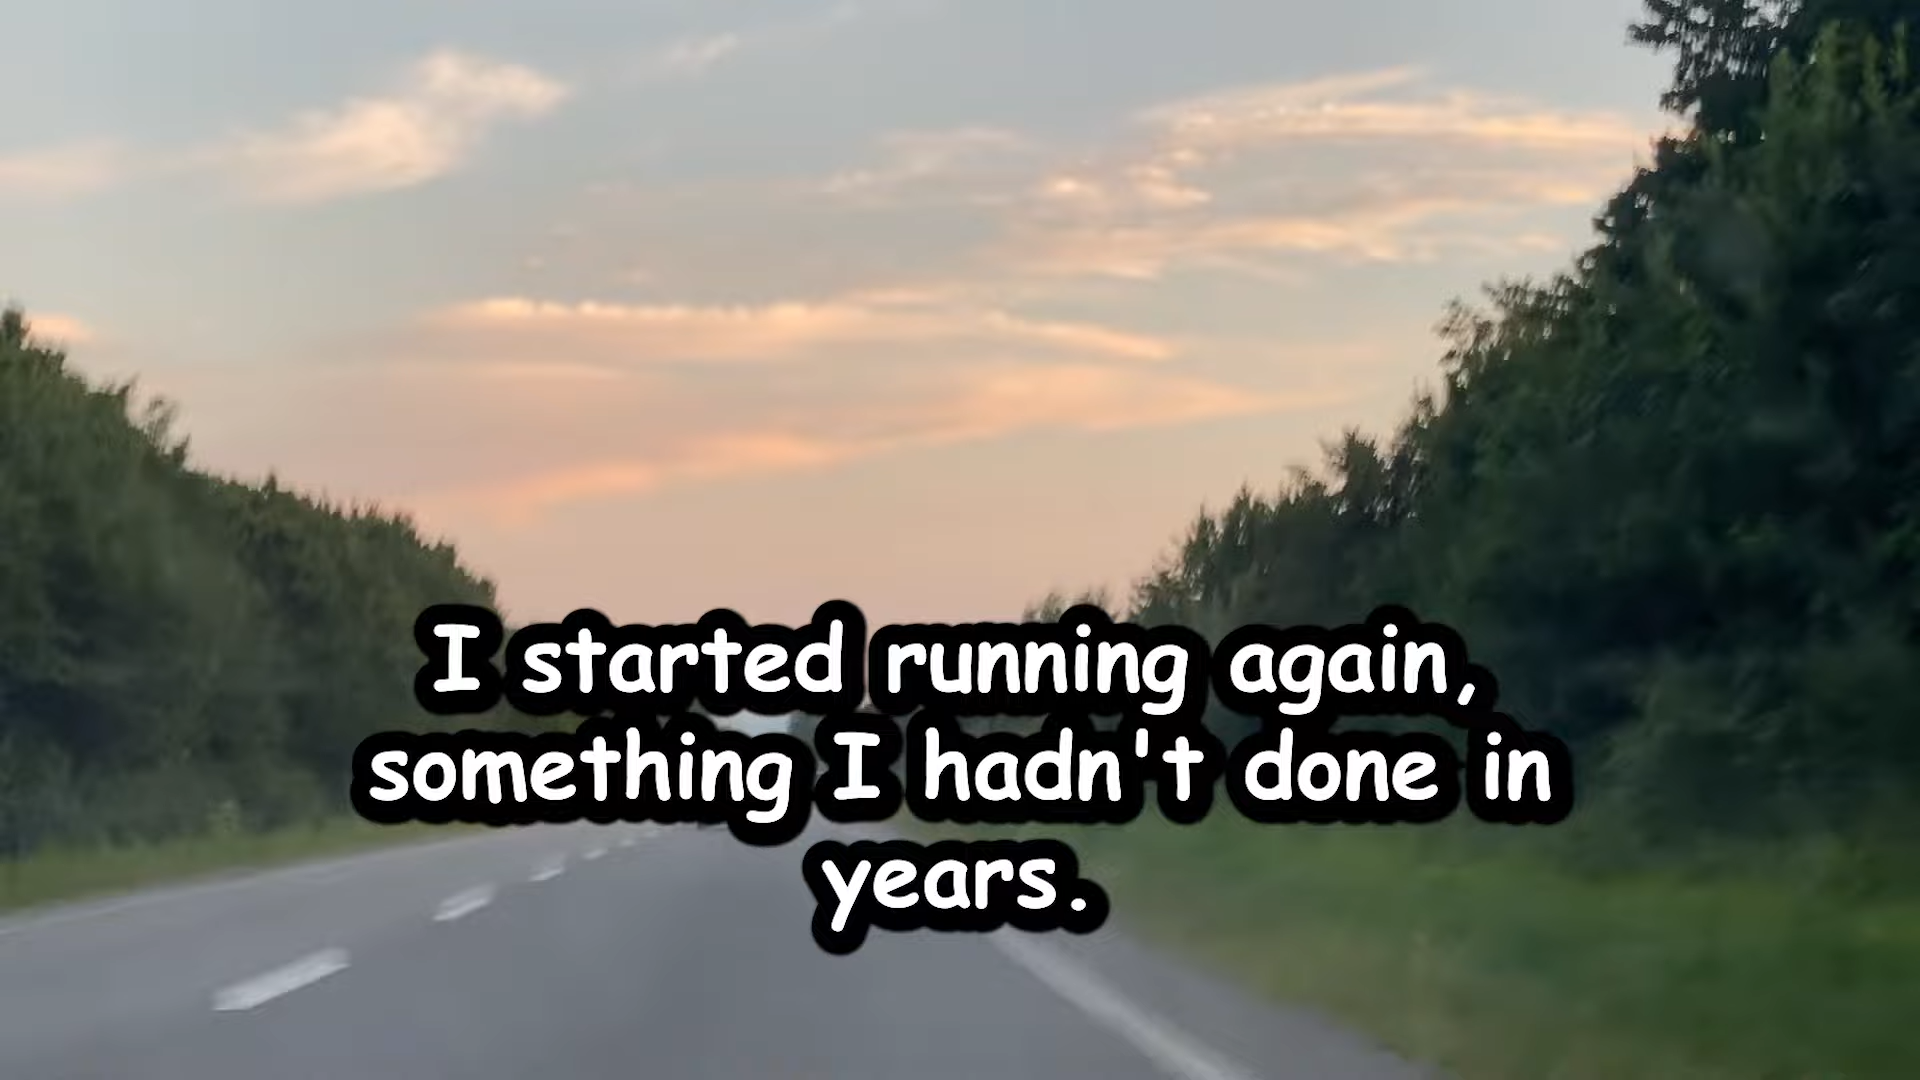 I started running again,
something I hadn't done in
years.